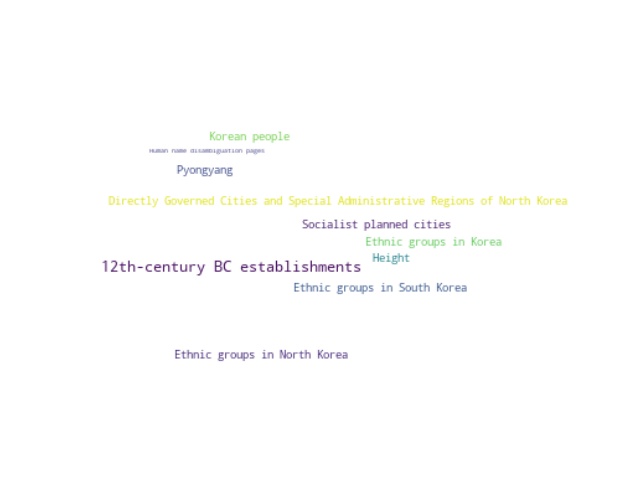 Korean people
Human name disambiguation pages
Pyongyang
Directly Governed Cities and Special Administrative Regions of North Korea
Socialist planned cities
Ethnic groups in Korea
Height
12th-century BC establishments
Ethnic groups in South Korea
Ethnic groups in North Korea